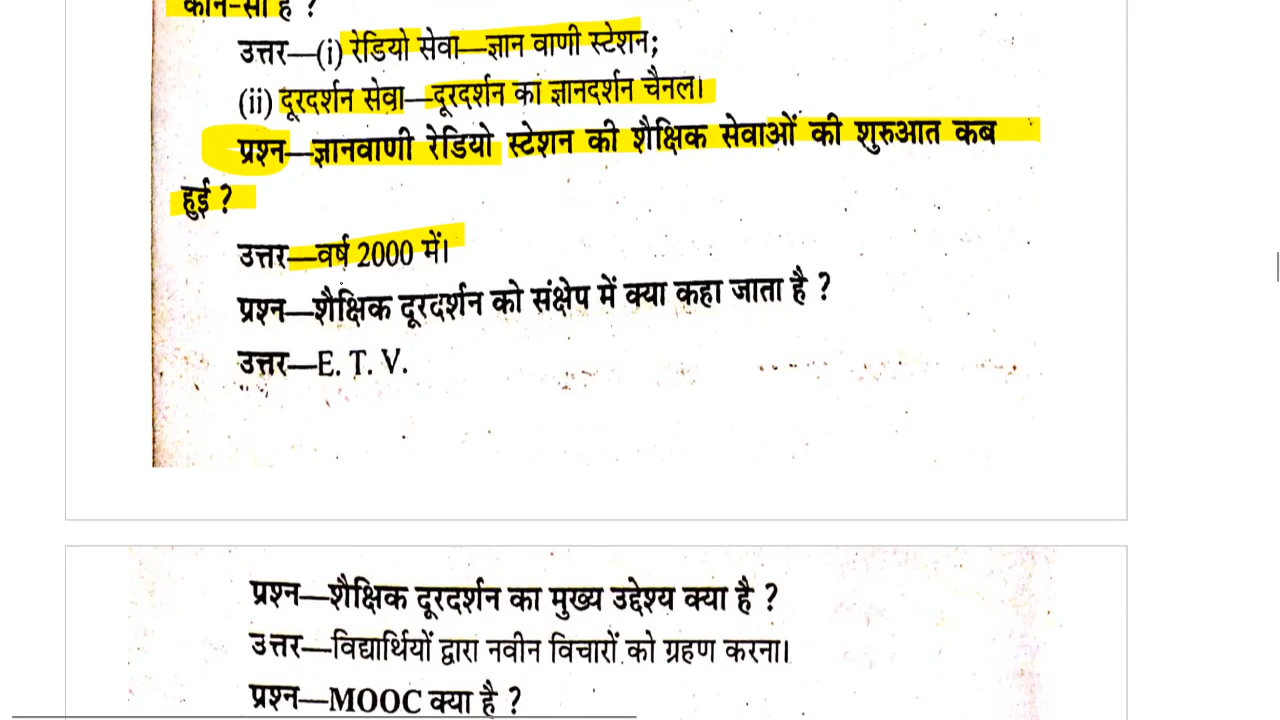 कौन-सी है ?
उत्तर—(i) रेडियो सेवा—ज्ञान वाणी स्टेशन;
(ii) दूरदर्शन सेवा—दूरदर्शन का ज्ञानदर्शन चैनल।
प्रश्न—ज्ञानवाणी रेडियो स्टेशन की शैक्षिक सेवाओं की शुरुआत कब
हुई ?
उत्तर—वर्ष 2000 में।
प्रश्न—शैक्षिक दूरदर्शन को संक्षेप में क्या कहा जाता है ?
उत्तर—E. T. V.
प्रश्न—शैक्षिक दूरदर्शन का मुख्य उद्देश्य क्या है ?
उत्तर—विद्यार्थियों द्वारा नवीन विचारों को ग्रहण करना।
प्रश्न—MOOC क्या है ?